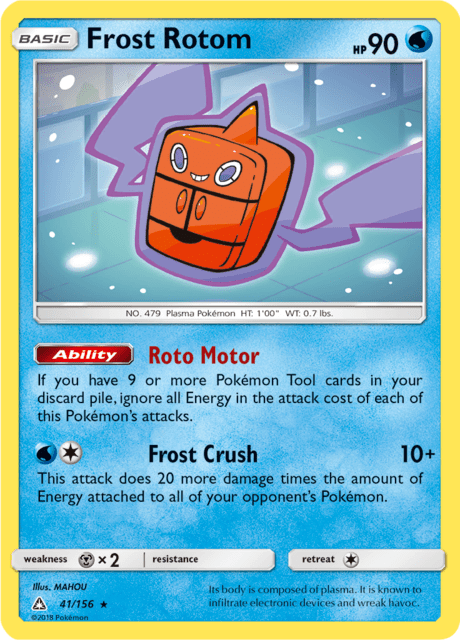 BASIC Frost Rotom HP 90
NO. 479 Plasma Pokémon HT: 1'00" WT: 0.7 lbs.
Ability Roto Motor
If you have 9 or more Pokémon Tool cards in your
discard pile, ignore all Energy in the attack cost of each of
this Pokémon's attacks.
Frost Crush 10+
This attack does 20 more damage times the amount of
Energy attached to all of your opponent's Pokémon.
weakness ×2 resistance retreat
Illus. MAHOU
41/156 ★
©2018 Pokémon
Its body is composed of plasma. It is known to
infiltrate electronic devices and wreak havoc.